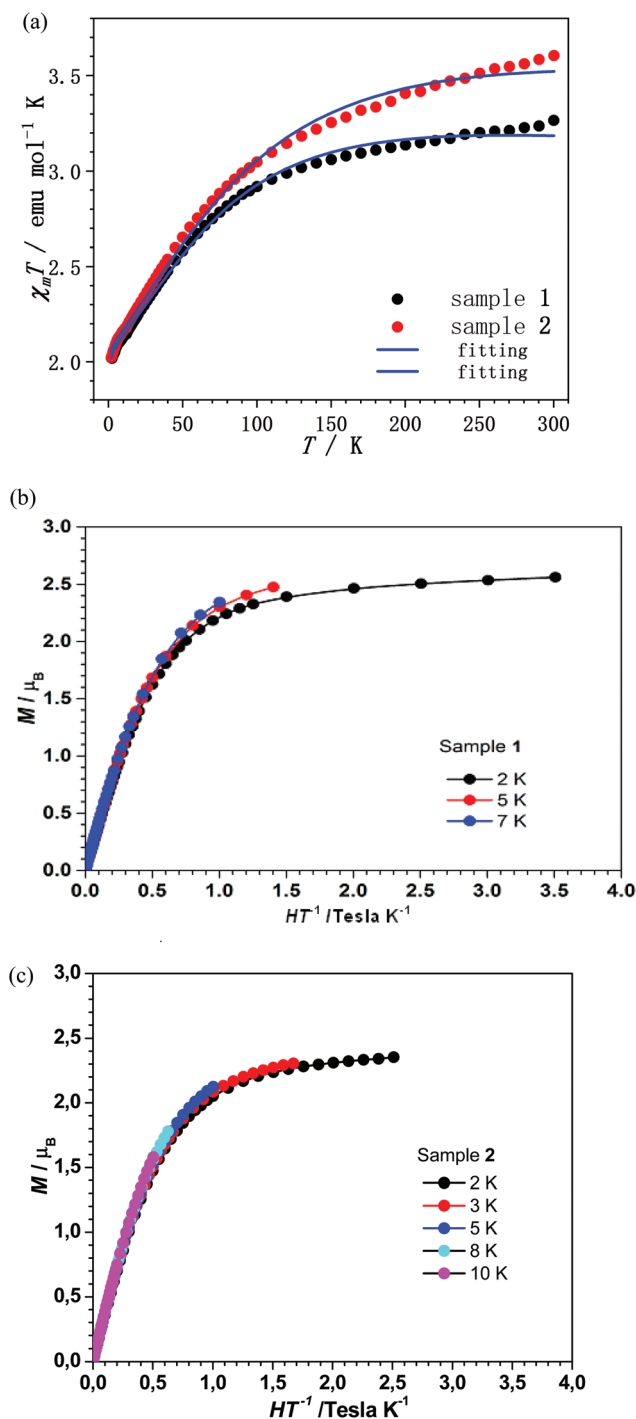 (a)
3.5
3.0
2.5
2.0
χmT / emu mol⁻¹ K
sample 1
sample 2
fitting
fitting
0 50 100 150 200 250 300
T / K
(b)
3.0
2.5
2.0
1.5
1.0
0.5
0.0
M / μB
Sample 1
2 K
5 K
7 K
0.0 0.5 1.0 1.5 2.0 2.5 3.0 3.5 4.0
HT⁻¹ /Tesla K⁻¹
(c)
3,0
2,5
2,0
1,5
1,0
0,5
0,0
M / μB
Sample 2
2 K
3 K
5 K
8 K
10 K
0,0 0,5 1,0 1,5 2,0 2,5 3,0 3,5 4,0
HT⁻¹ /Tesla K⁻¹